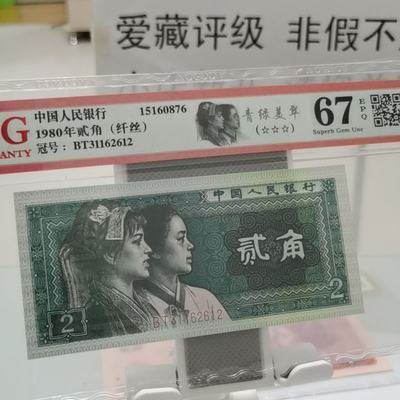 爱藏评级 非假不
G
ANTY
中国人民银行 15160876
1980年贰角（纤丝）
冠号： BT31162612
青绿美翠
(☆☆☆)
67 EPQ
Superb Gem Unc
中国人民银行
贰角
2
BT31162612
2